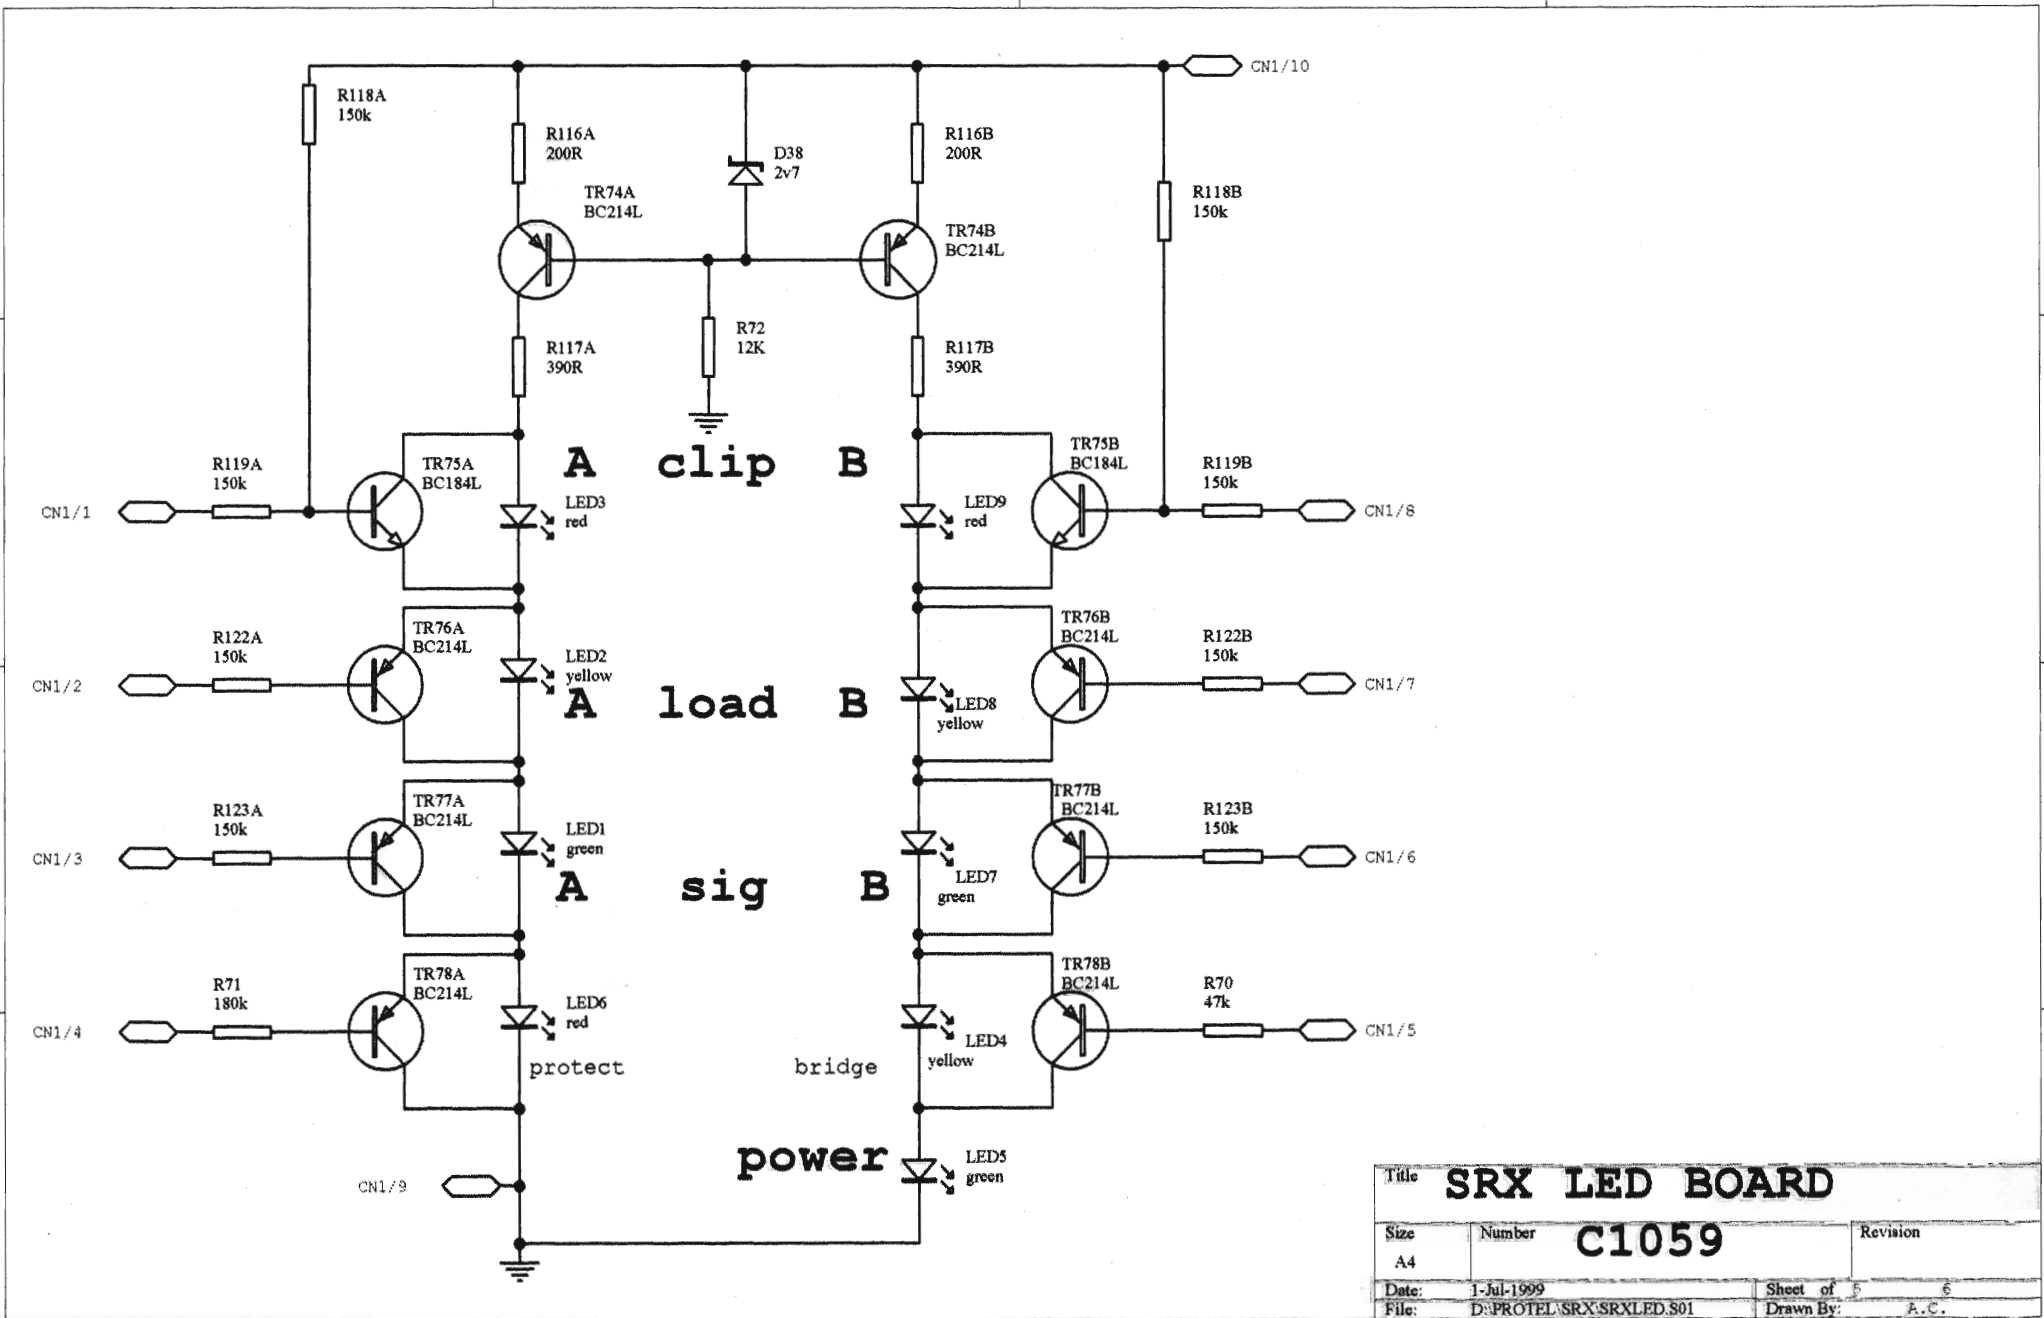 CN1/10
R118A
150k
R116A
200R
D38
2v7
R116B
200R
R118B
150k
TR74A
BC214L
TR74B
BC214L
R117A
390R
R72
12K
R117B
390R
A clip B
TR75A
BC184L
TR75B
BC184L
R119A
150k
R119B
150k
LED3
red
LED9
red
CN1/1
CN1/8
TR76A
BC214L
TR76B
BC214L
R122A
150k
R122B
150k
LED2
yellow
LED8
yellow
CN1/2
CN1/7
A load B
TR77A
BC214L
TR77B
BC214L
R123A
150k
R123B
150k
LED1
green
LED7
green
CN1/3
CN1/6
A sig B
TR78A
BC214L
TR78B
BC214L
R71
180k
R70
47k
LED6
red
LED4
yellow
CN1/4
CN1/5
protect
bridge
power
LED5
green
CN1/9
Title SRX LED BOARD
Size Number C1059 Revision
A4
Date: 1-Jul-1999 Sheet of 5 6
File: D:\PROTEL\SRX\SRXLED.S01 Drawn By: A.C.